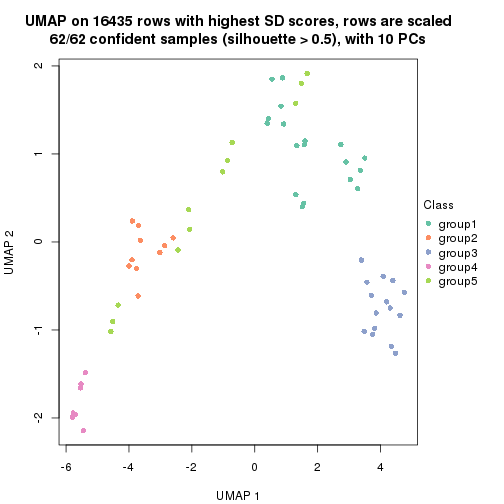 UMAP on 16435 rows with highest SD scores, rows are scaled
62/62 confident samples (silhouette > 0.5), with 10 PCs
2
1
0
-1
-2
UMAP 2
-6 -4 -2 0 2 4
UMAP 1
Class
group1
group2
group3
group4
group5